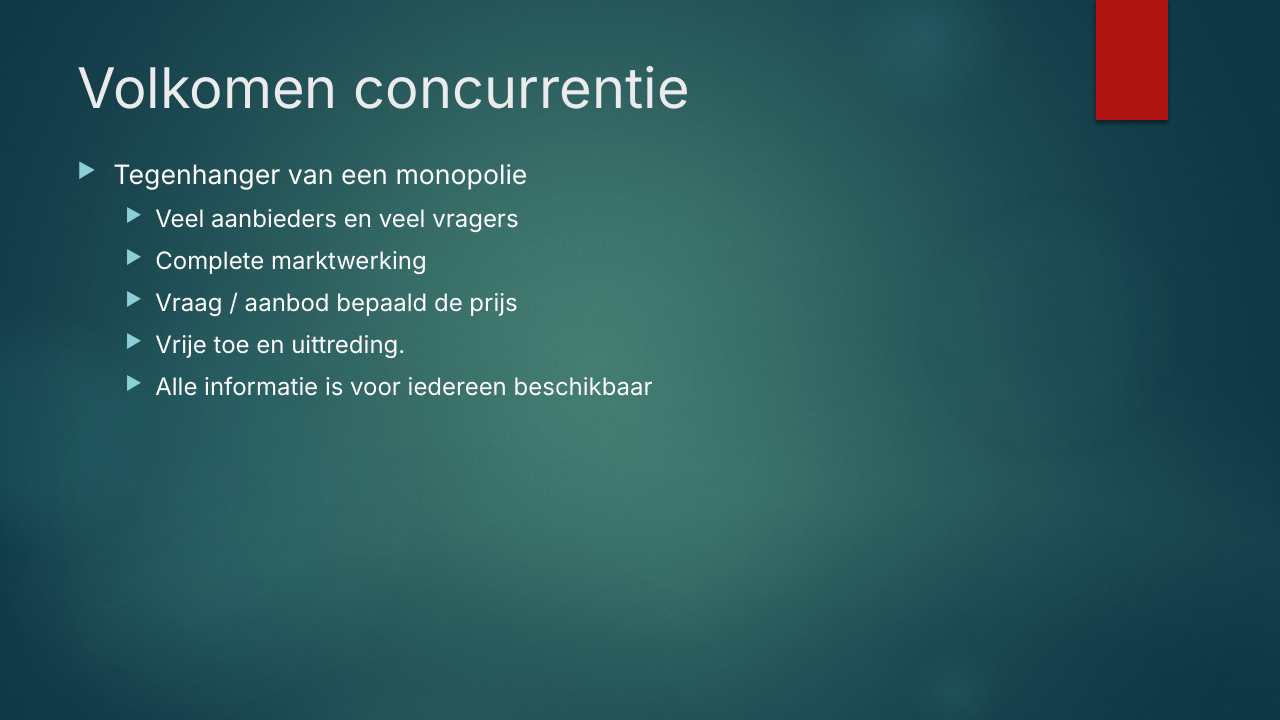 Volkomen concurrentie
Tegenhanger van een monopolie
Veel aanbieders en veel vragers
Complete marktwerking
Vraag / aanbod bepaald de prijs
Vrije toe en uittreding.
Alle informatie is voor iedereen beschikbaar